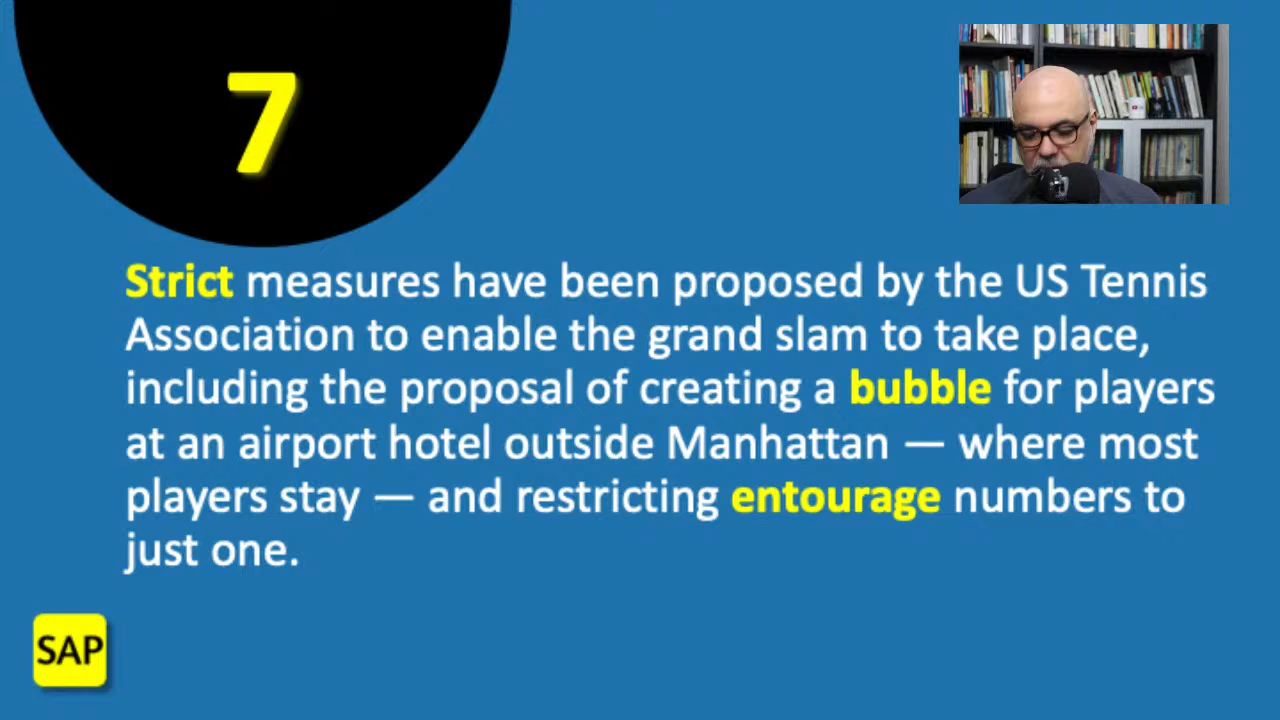 7
Strict measures have been proposed by the US Tennis
Association to enable the grand slam to take place,
including the proposal of creating a bubble for players
at an airport hotel outside Manhattan — where most
players stay — and restricting entourage numbers to
just one.
SAP